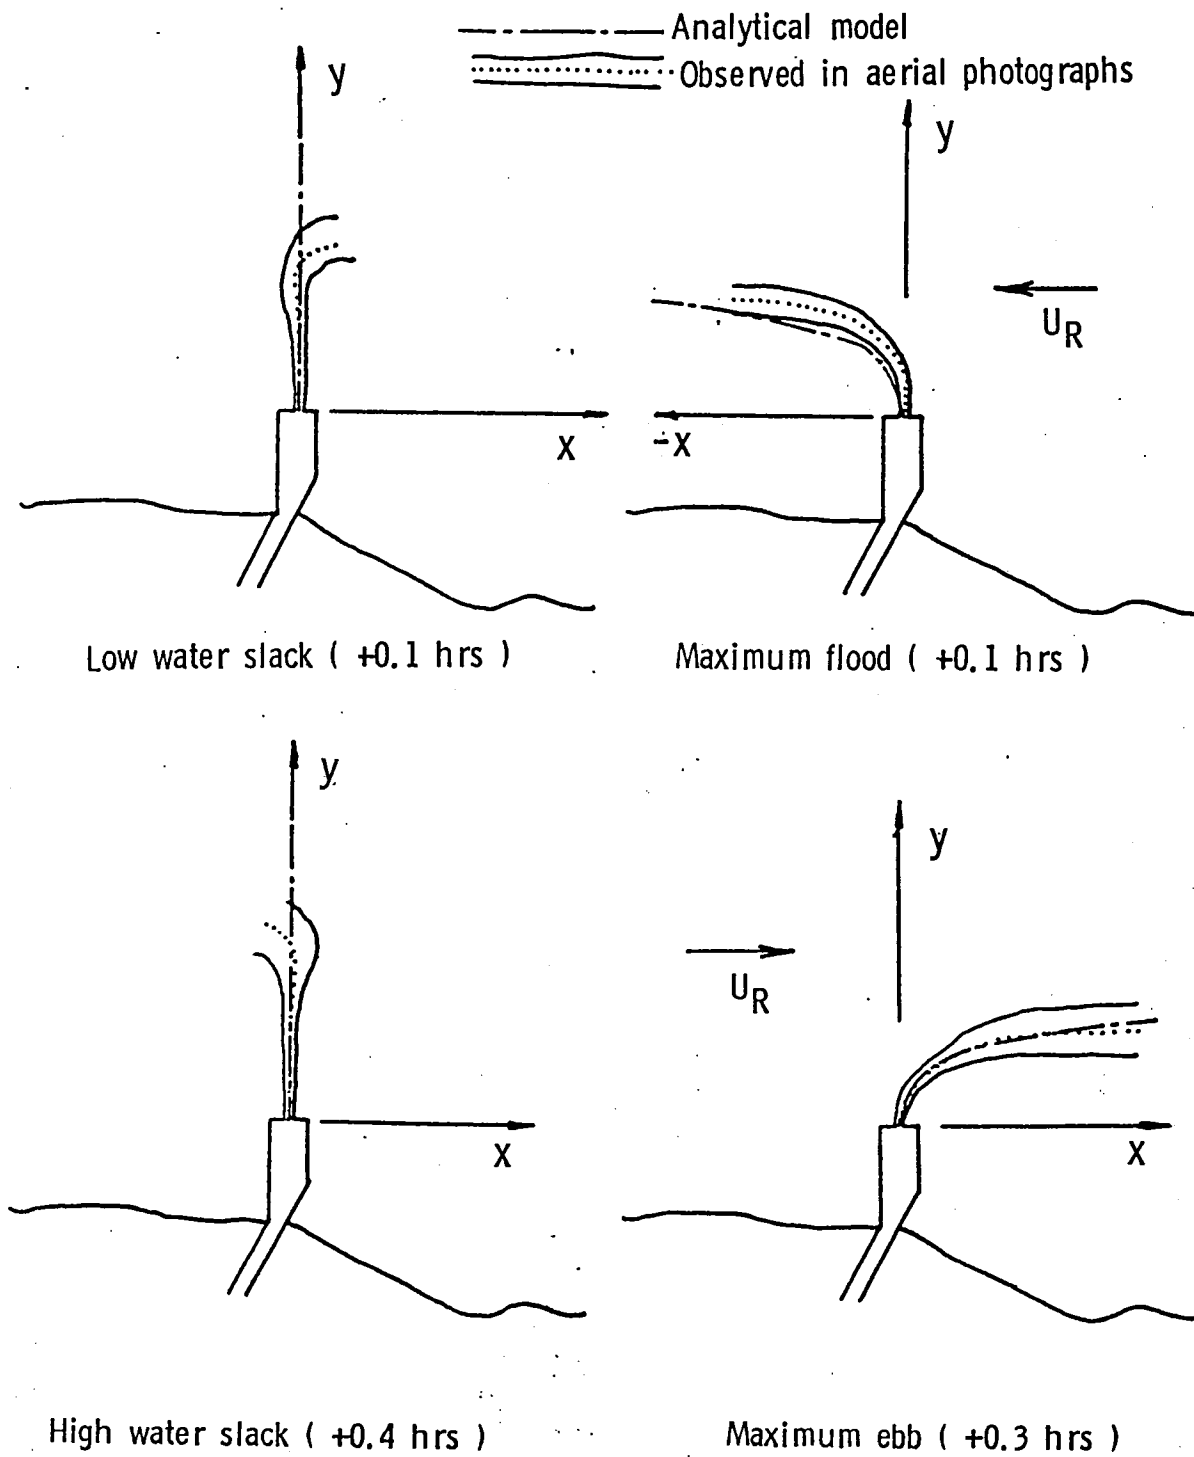 Analytical model
Observed in aerial photographs
y
x
Low water slack ( +0.1 hrs )
y
U_R
-x
Maximum flood ( +0.1 hrs )
y
x
High water slack ( +0.4 hrs )
y
U_R
x
Maximum ebb ( +0.3 hrs )